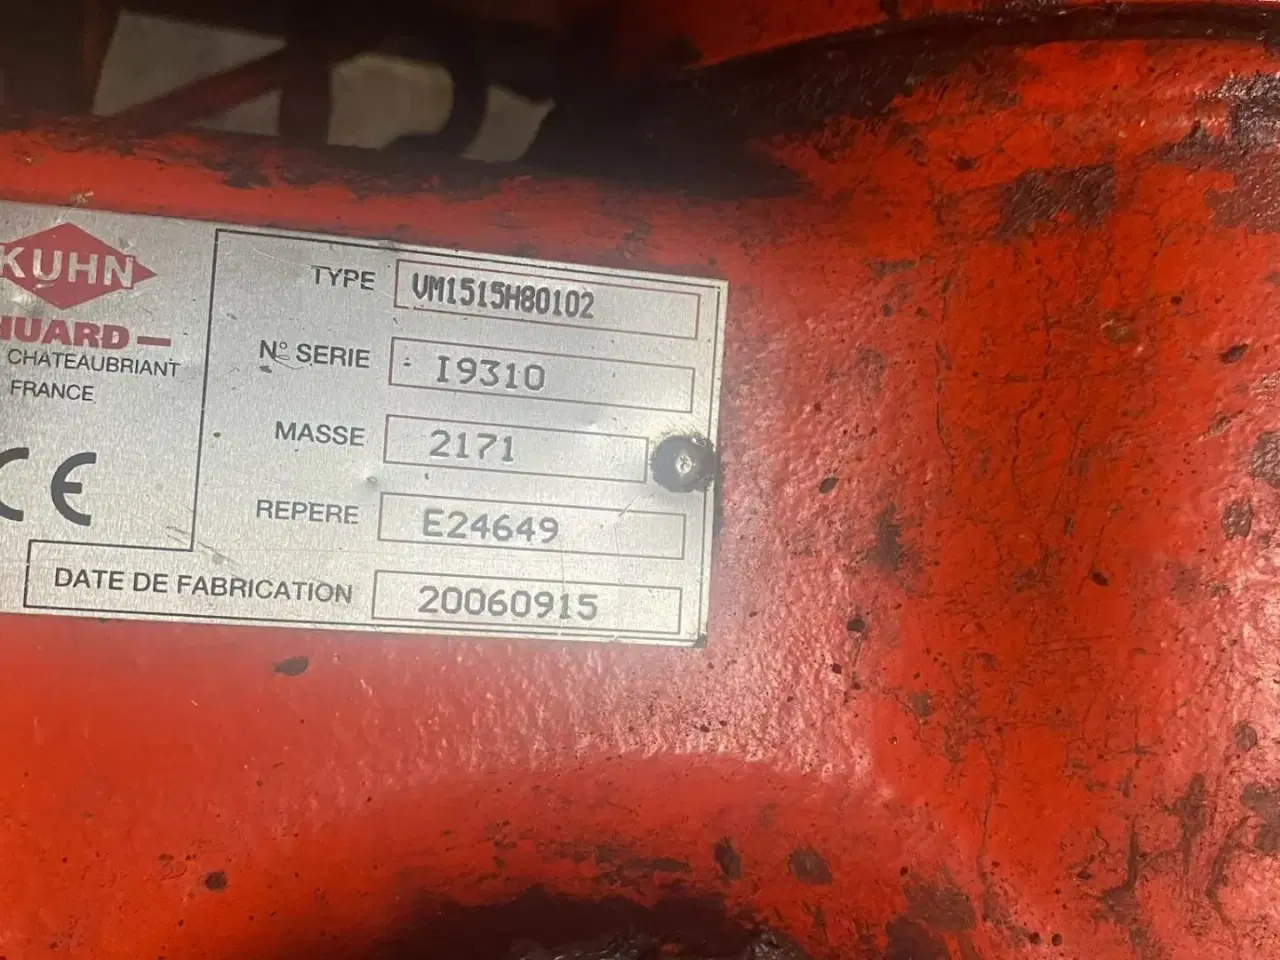 KUHN
HUARD
CHATEAUBRIANT
FRANCE
CE
TYPE VM1515H80102
N° SERIE I9310
MASSE 2171
REPERE E24649
DATE DE FABRICATION 20060915